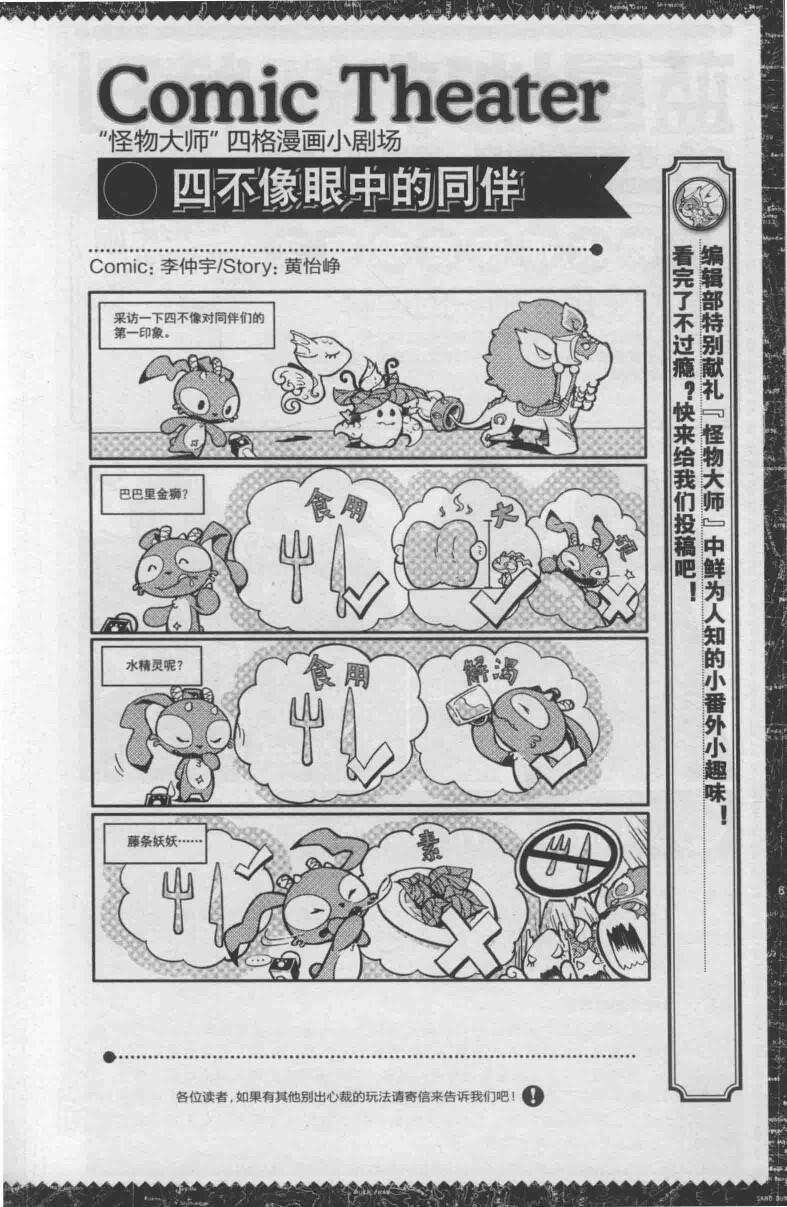 Comic Theater
“怪物大师”四格漫画小剧场
四不像眼中的同伴
Comic: 李仲宇/Story: 黄怡峥
采访一下四不像对同伴们的
第一印象。
巴巴里金狮?
食用
大
水精灵呢?
食用
解渴
藤条妖妖……
素
编辑部特别献礼『怪物大师』中鲜为人知的小番外小趣味!
看完了不过瘾?快来给我们投稿吧!
各位读者,如果有其他别出心裁的玩法请寄信来告诉我们吧!